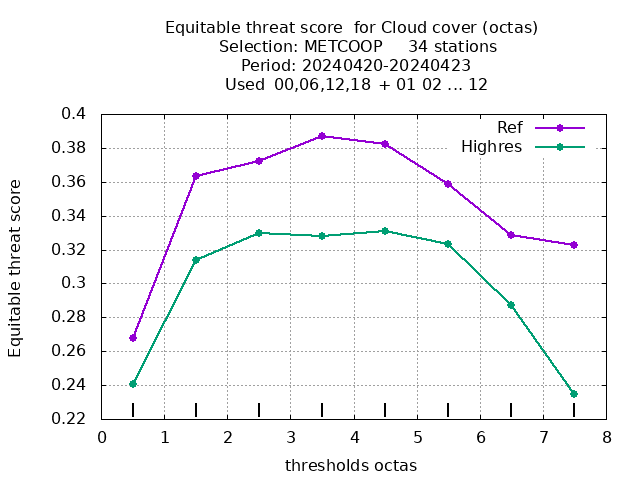 Equitable threat score  for Cloud cover (octas)
Selection: METCOOP     34 stations
Period: 20240420-20240423
Used  00,06,12,18 + 01 02 ... 12
Ref
Highres
Equitable threat score
0.4
0.38
0.36
0.34
0.32
0.3
0.28
0.26
0.24
0.22
0 1 2 3 4 5 6 7 8
thresholds octas